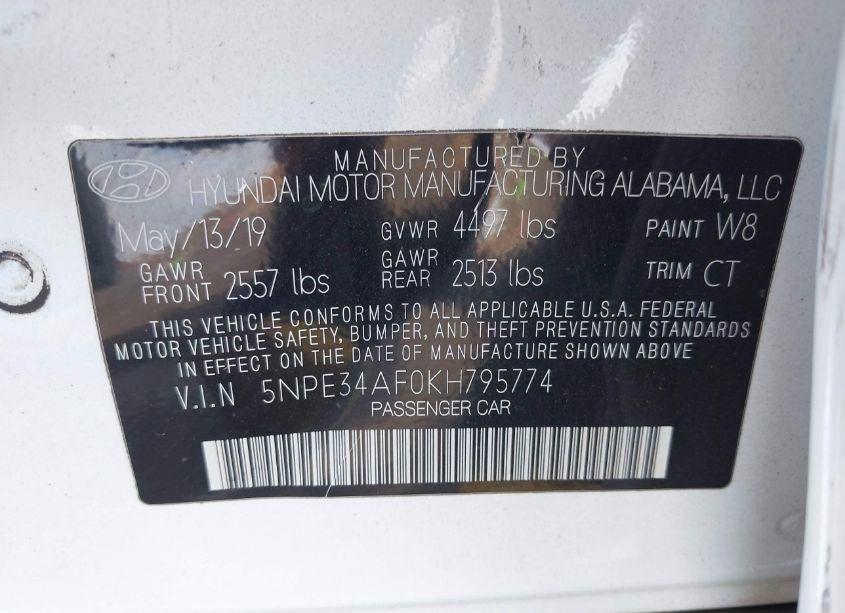 MANUFACTURED BY
HYUNDAI MOTOR MANUFACTURING ALABAMA, LLC
May/13/19 GVWR 4497 lbs PAINT W8
GAWR FRONT 2557 lbs GAWR REAR 2513 lbs TRIM CT
THIS VEHICLE CONFORMS TO ALL APPLICABLE U.S.A. FEDERAL
MOTOR VEHICLE SAFETY, BUMPER, AND THEFT PREVENTION STANDARDS
IN EFFECT ON THE DATE OF MANUFACTURE SHOWN ABOVE
V.I.N 5NPE34AF0KH795774
PASSENGER CAR